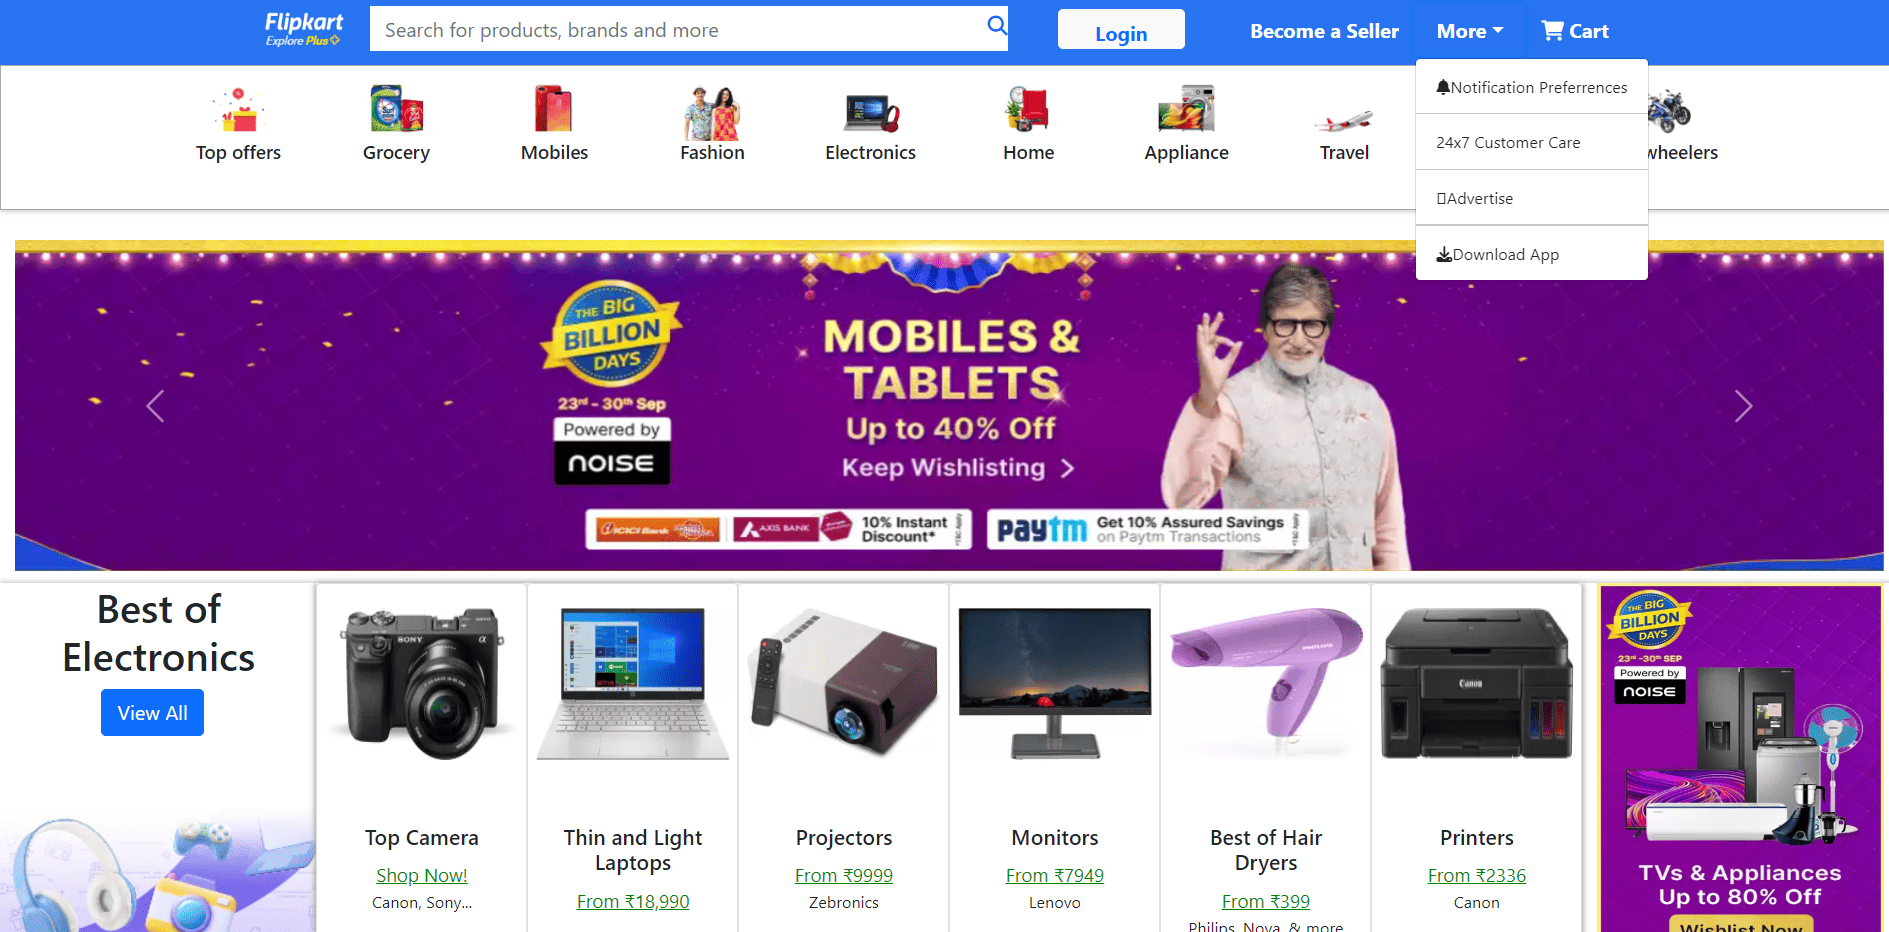 Flipkart
Explore Plus
Search for products, brands and more
Login
Become a Seller
More
Cart
Notification Preferrences
24x7 Customer Care
Advertise
Download App
Top offers
Grocery
Mobiles
Fashion
Electronics
Home
Appliance
Travel
wheelers
THE BIG
BILLION
DAYS
23rd - 30th Sep
Powered by
noise
MOBILES &
TABLETS
Up to 40% Off
Keep Wishlisting
ICICI Bank
AXIS BANK
10% Instant
Discount*
*T&C Apply
paytm
Get 10% Assured Savings
on Paytm Transactions
*T&C Apply
Best of
Electronics
View All
SONY
α
Top Camera
Shop Now!
Canon, Sony...
Thin and Light
Laptops
From ₹18,990
Projectors
From ₹9999
Zebronics
Monitors
From ₹7949
Lenovo
PHILIPS
Best of Hair
Dryers
From ₹399
Philips, Nova, & more
Canon
Printers
From ₹2336
Canon
THE BIG
BILLION
DAYS
23rd -30th SEP
Powered by
noise
TVs & Appliances
Up to 80% Off
Wishlist Now